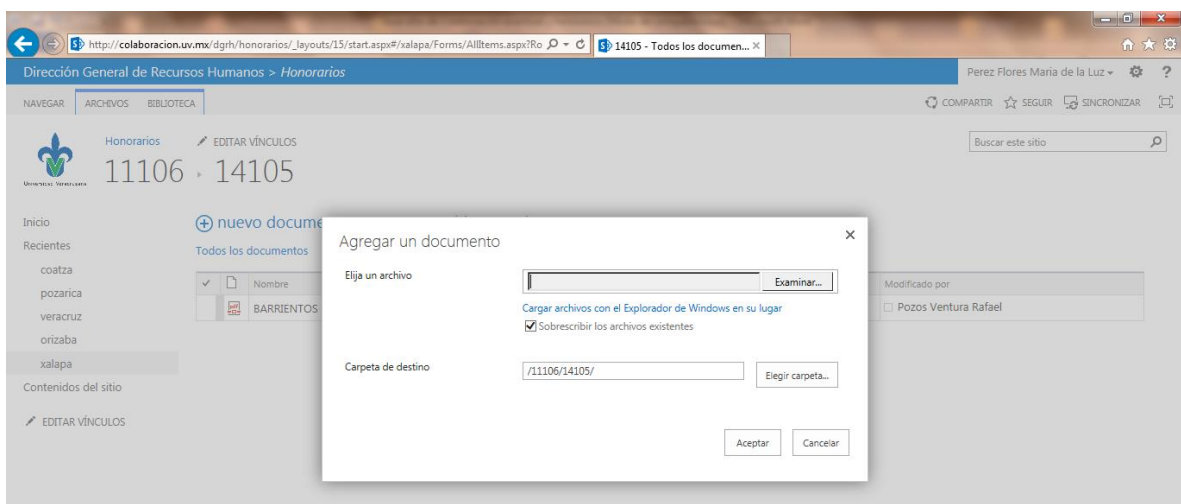 http://colaboracion.uv.mx/dgrh/honorarios/_layouts/15/start.aspx#/xalapa/Forms/AllItems.aspx?Ro
14105 - Todos los documen...
Dirección General de Recursos Humanos > Honorarios
Perez Flores Maria de la Luz
?
NAVEGAR ARCHIVOS BIBLIOTECA
COMPARTIR SEGUIR SINCRONIZAR
Honorarios
EDITAR VÍNCULOS
Buscar este sitio
11106 14105
Universidad Veracruzana
Inicio
Recientes
coatza
pozarica
veracruz
orizaba
xalapa
Contenidos del sitio
EDITAR VÍNCULOS
nuevo docume
Todos los documentos
Nombre
Modificado por
BARRIENTOS
Pozos Ventura Rafael
Agregar un documento
Elija un archivo
Examinar...
Cargar archivos con el Explorador de Windows en su lugar
Sobrescribir los archivos existentes
Carpeta de destino
/11106/14105/
Elegir carpeta...
Aceptar Cancelar